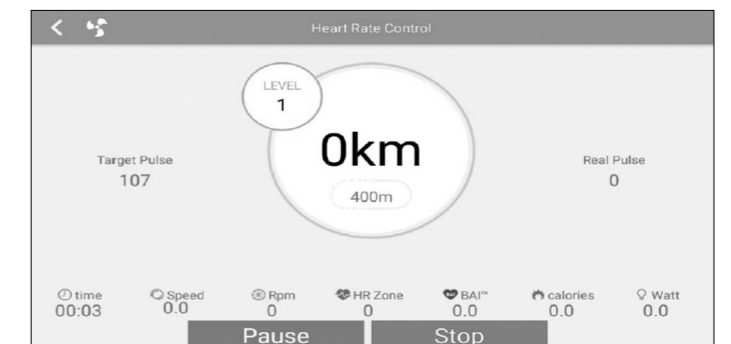 Heart Rate Control
LEVEL
1
0km
400m
Target Pulse
107
Real Pulse
0
time Speed Rpm HR Zone BAI™ calories Watt
00:03 0.0 0 0 0.0 0.0 0.0
Pause Stop